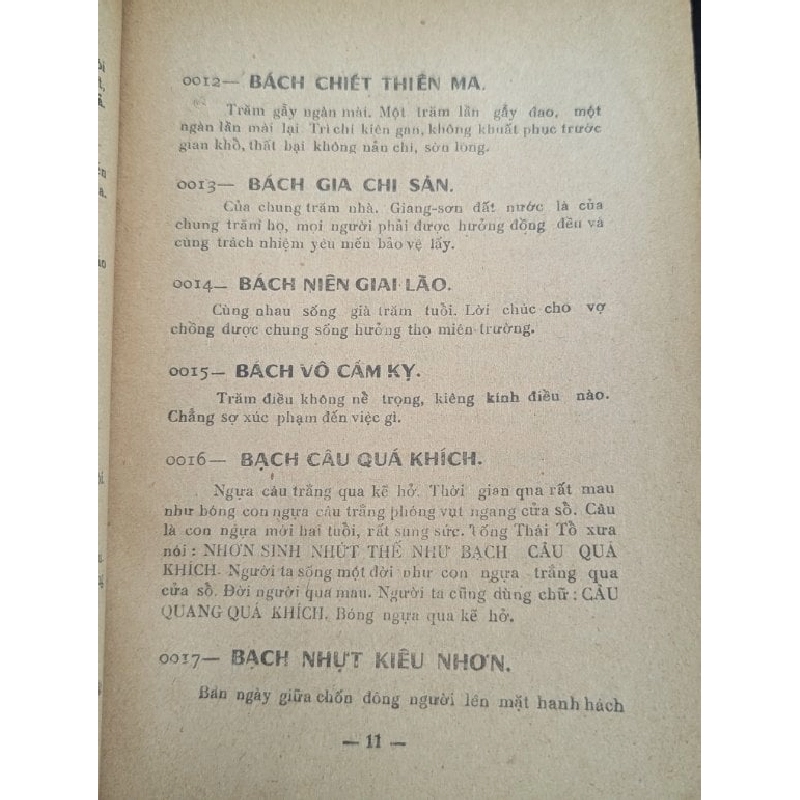 0012— BÁCH CHIẾT THIÊN MA.
Trăm gẫy ngàn mài. Một trăm lần gẫy đao, một
ngàn lần mài lại. Trì chí kiên gan, không khuất phục trước
gian khổ, thất bại không nản chí, sờn lòng.
0013— BÁCH GIA CHI SẢN.
Của chung trăm nhà. Giang-sơn đất nước là của
chung trăm họ, mọi người phải được hưởng đồng đều và
cùng trách nhiệm yêu mến bảo vệ lấy.
0014— BÁCH NIÊN GIAI LÃO.
Cùng nhau sống già trăm tuổi. Lời chúc cho vợ
chồng được chung sống hưởng thọ miên trường.
0015— BÁCH VÔ CẤM KỴ.
Trăm điều không nề trọng, kiêng kính điều nào.
Chẳng sợ xúc phạm đến việc gì.
0016— BẠCH CÂU QUÁ KHÍCH.
Ngựa câu trắng qua kẽ hở. Thời gian qua rất mau
như bóng con ngựa câu trắng phóng vụt ngang cửa sổ. Câu
là con ngựa mới hai tuổi, rất sung sức. Tống Thái Tổ xưa
nói : NHƠN SINH NHỨT THẾ NHƯ BẠCH CÂU QUÁ
KHÍCH. Người ta sống một đời như con ngựa trắng qua
cửa sổ. Đời người qua mau. Người ta cũng dùng chữ : CÂU
QUANG QUÁ KHÍCH. Bóng ngựa qua kẽ hở.
0017— BẠCH NHỰT KIÊU NHƠN.
Ban ngày giữa chốn đông người lên mặt hanh hách
— 11 —